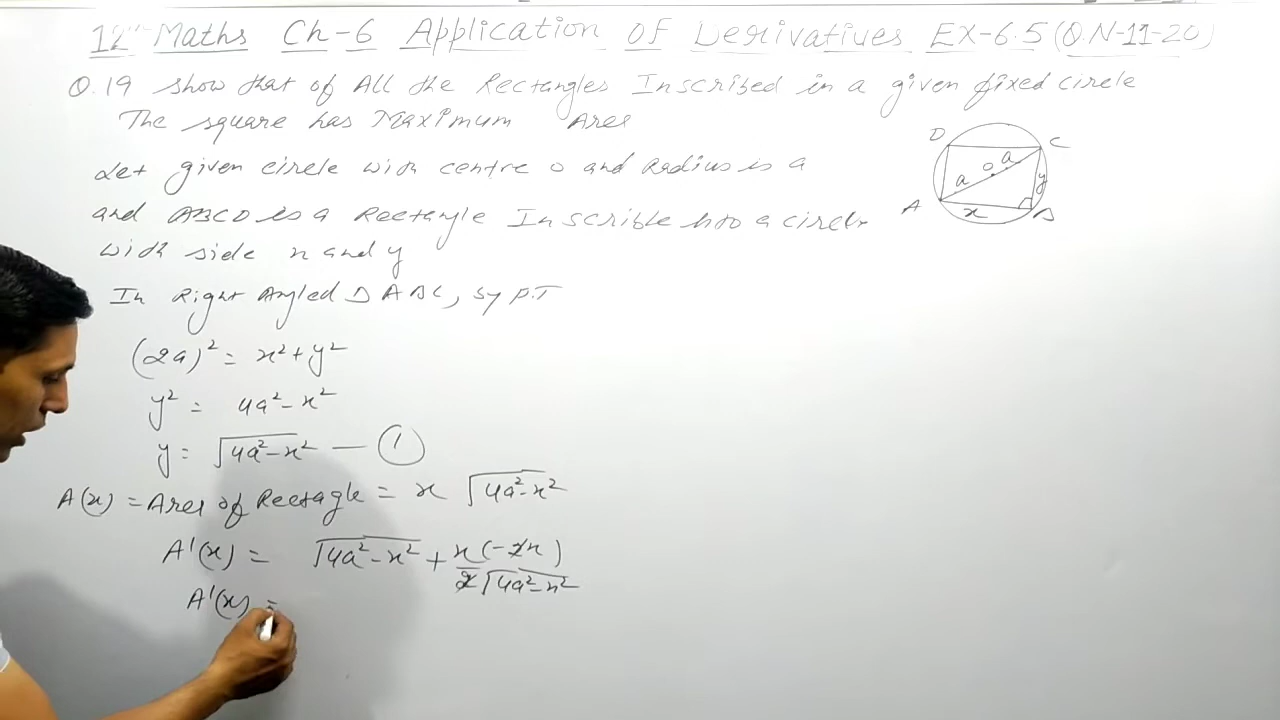 12th Maths Ch-6 Application OF Derivatives EX-6.5 (Q.N-11-20)
Q.19 show that of All the Rectangles Inscribed in a given fixed circle
The square has Maximum Area
Let given circle with centre O and Radius is a
and ABCD is a Rectangle Inscrible into a circle
with side x and y
In Right Angled Δ ABC, By P.T
(2a)² = x² + y²
y² = 4a² - x²
y = √4a²-x² — ①
A(x) = Area of Rectagle = x √4a²-x²
A'(x) = √4a²-x² + x(-2x) / 2√4a²-x²
A'(x) =
D C
a O a
y
A x B